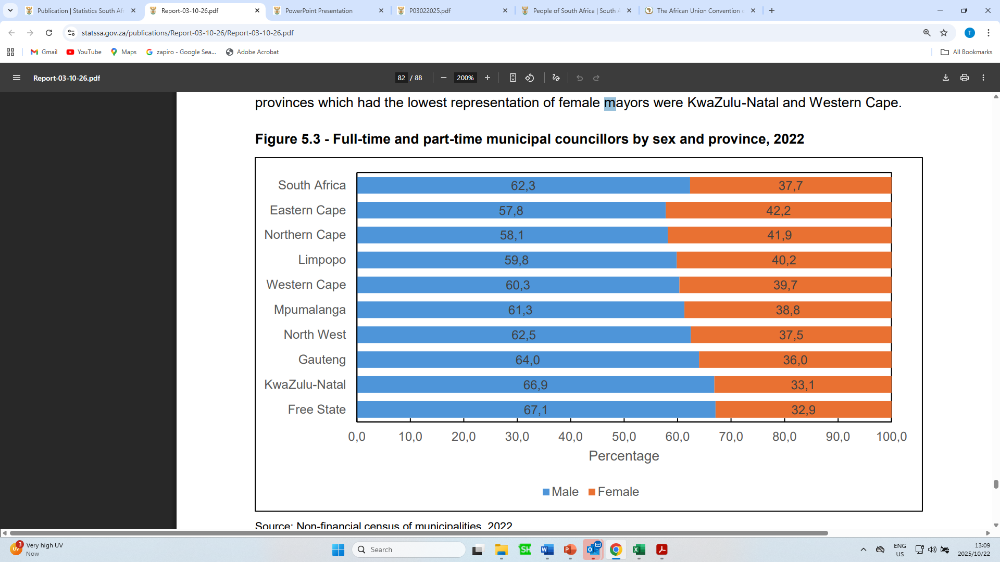 Publication | Statistics South Af
Report-03-10-26.pdf
PowerPoint Presentation
P03022025.pdf
People of South Africa | South A
The African Union Convention o
statssa.gov.za/publications/Report-03-10-26/Report-03-10-26.pdf
T
Gmail
YouTube
Maps
zapiro - Google Sea...
Adobe Acrobat
All Bookmarks
Report-03-10-26.pdf
82 / 88
200%
provinces which had the lowest representation of female mayors were KwaZulu-Natal and Western Cape.
Figure 5.3 - Full-time and part-time municipal councillors by sex and province, 2022
South Africa 62,3 37,7
Eastern Cape 57,8 42,2
Northern Cape 58,1 41,9
Limpopo 59,8 40,2
Western Cape 60,3 39,7
Mpumalanga 61,3 38,8
North West 62,5 37,5
Gauteng 64,0 36,0
KwaZulu-Natal 66,9 33,1
Free State 67,1 32,9
0,0 10,0 20,0 30,0 40,0 50,0 60,0 70,0 80,0 90,0 100,0
Percentage
Male Female
Source: Non-financial census of municipalities, 2022
UV 3
Very high UV
Now
Search
SH
ENG
US
13:09
2025/10/22